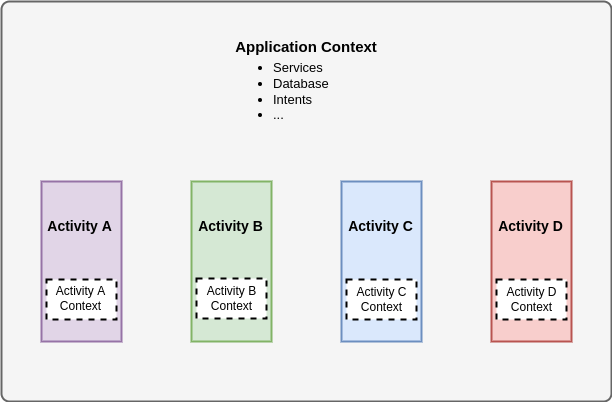 Application Context
• Services
• Database
• Intents
• ...
Activity A
Activity B
Activity C
Activity D
Activity A
Context
Activity B
Context
Activity C
Context
Activity D
Context